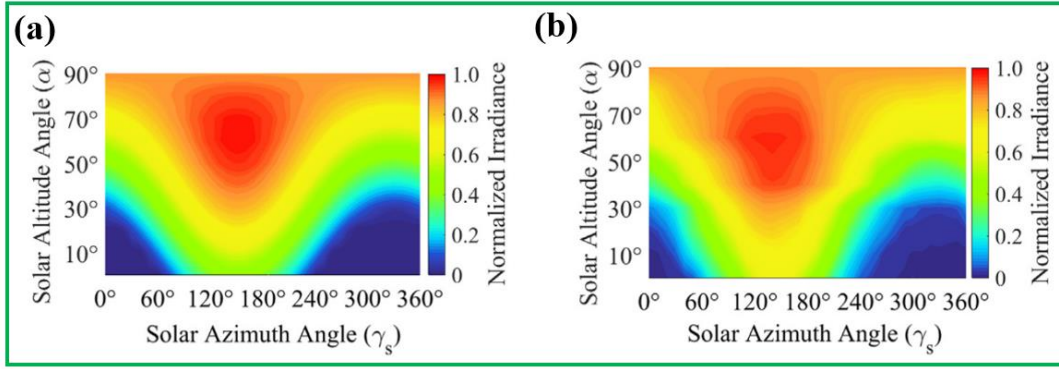 (a)
(b)
Solar Altitude Angle (α)
90°
70°
50°
30°
10°
0° 60° 120° 180° 240° 300° 360°
Solar Azimuth Angle (γs)
1.0
0.8
0.6
0.4
0.2
0
Normalized Irradiance
Solar Altitude Angle (α)
90°
70°
50°
30°
10°
0° 60° 120° 180° 240° 300° 360°
Solar Azimuth Angle (γs)
1.0
0.8
0.6
0.4
0.2
0
Normalized Irradiance